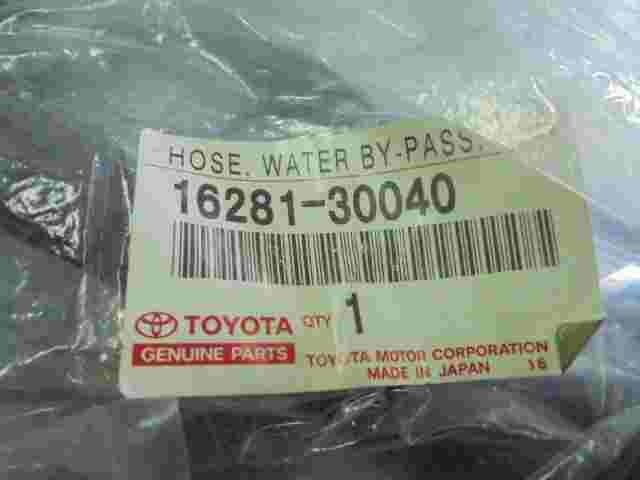 HOSE, WATER BY-PASS,
16281-30040
TOYOTA QTY 1
GENUINE PARTS TOYOTA MOTOR CORPORATION
MADE IN JAPAN 16